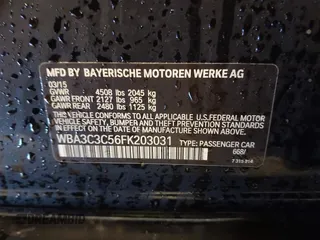 MFD BY BAYERISCHE MOTOREN WERKE AG
03/15
GVWR 4508 lbs 2045 kg
GAWR FRONT 2127 lbs 965 kg
GAWR REAR 2480 lbs 1125 kg
THIS VEHICLE CONFORMS TO ALL APPLICABLE U.S. FEDERAL MOTOR
VEHICLE SAFETY, BUMPER, AND THEFT PREVENTION STANDARDS IN
EFFECT ON THE DATE OF MANUFACTURE SHOWN ABOVE.
WBA3C3C56FK203031 TYPE: PASSENGER CAR
668/